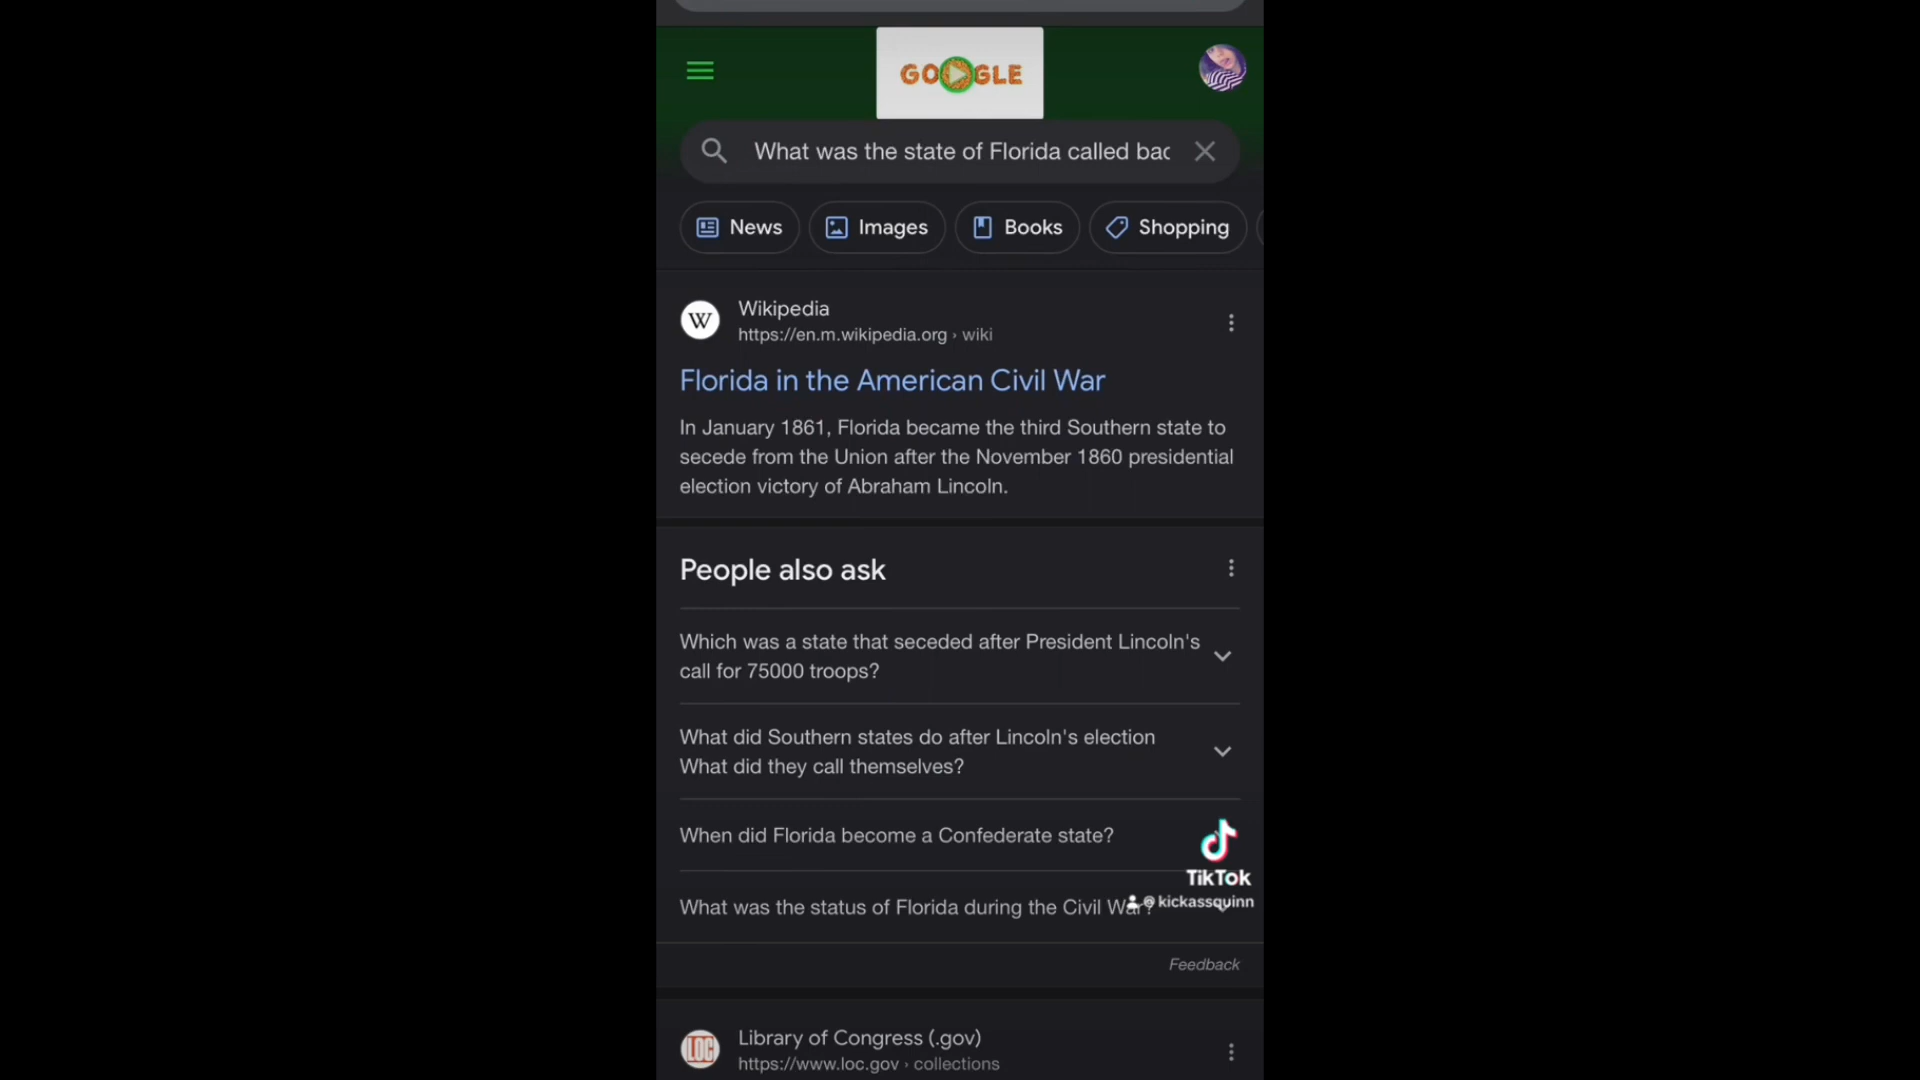 GOOGLE
What was the state of Florida called bac
News
Images
Books
Shopping
W
Wikipedia
https://en.m.wikipedia.org › wiki
Florida in the American Civil War
In January 1861, Florida became the third Southern state to
secede from the Union after the November 1860 presidential
election victory of Abraham Lincoln.
People also ask
Which was a state that seceded after President Lincoln's
call for 75000 troops?
What did Southern states do after Lincoln's election
What did they call themselves?
When did Florida become a Confederate state?
TikTok
@kickassquinn
What was the status of Florida during the Civil War?
Feedback
LOC
Library of Congress (.gov)
https://www.loc.gov › collections